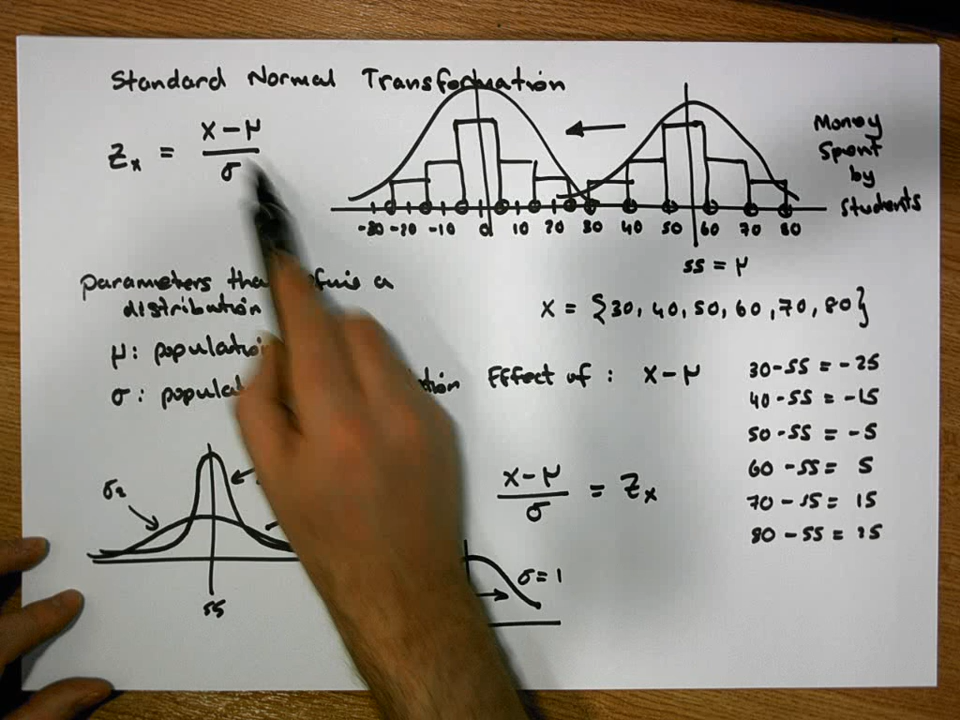 Standard Normal Transformation
Zx = x-μ
σ
Money
Spent
by
Students
-30 -20 -10 0 10 20 30 40 50 60 70 80
55 = μ
parameters a
distribution
x = {30, 40, 50, 60, 70, 80}
μ:
σ:
Effect of : x-μ
30-55 = -25
40-55 = -15
50-55 = -5
60-55 = 5
70-55 = 15
80-55 = 25
σ2
x-μ
σ
= Zx
σ=1
55